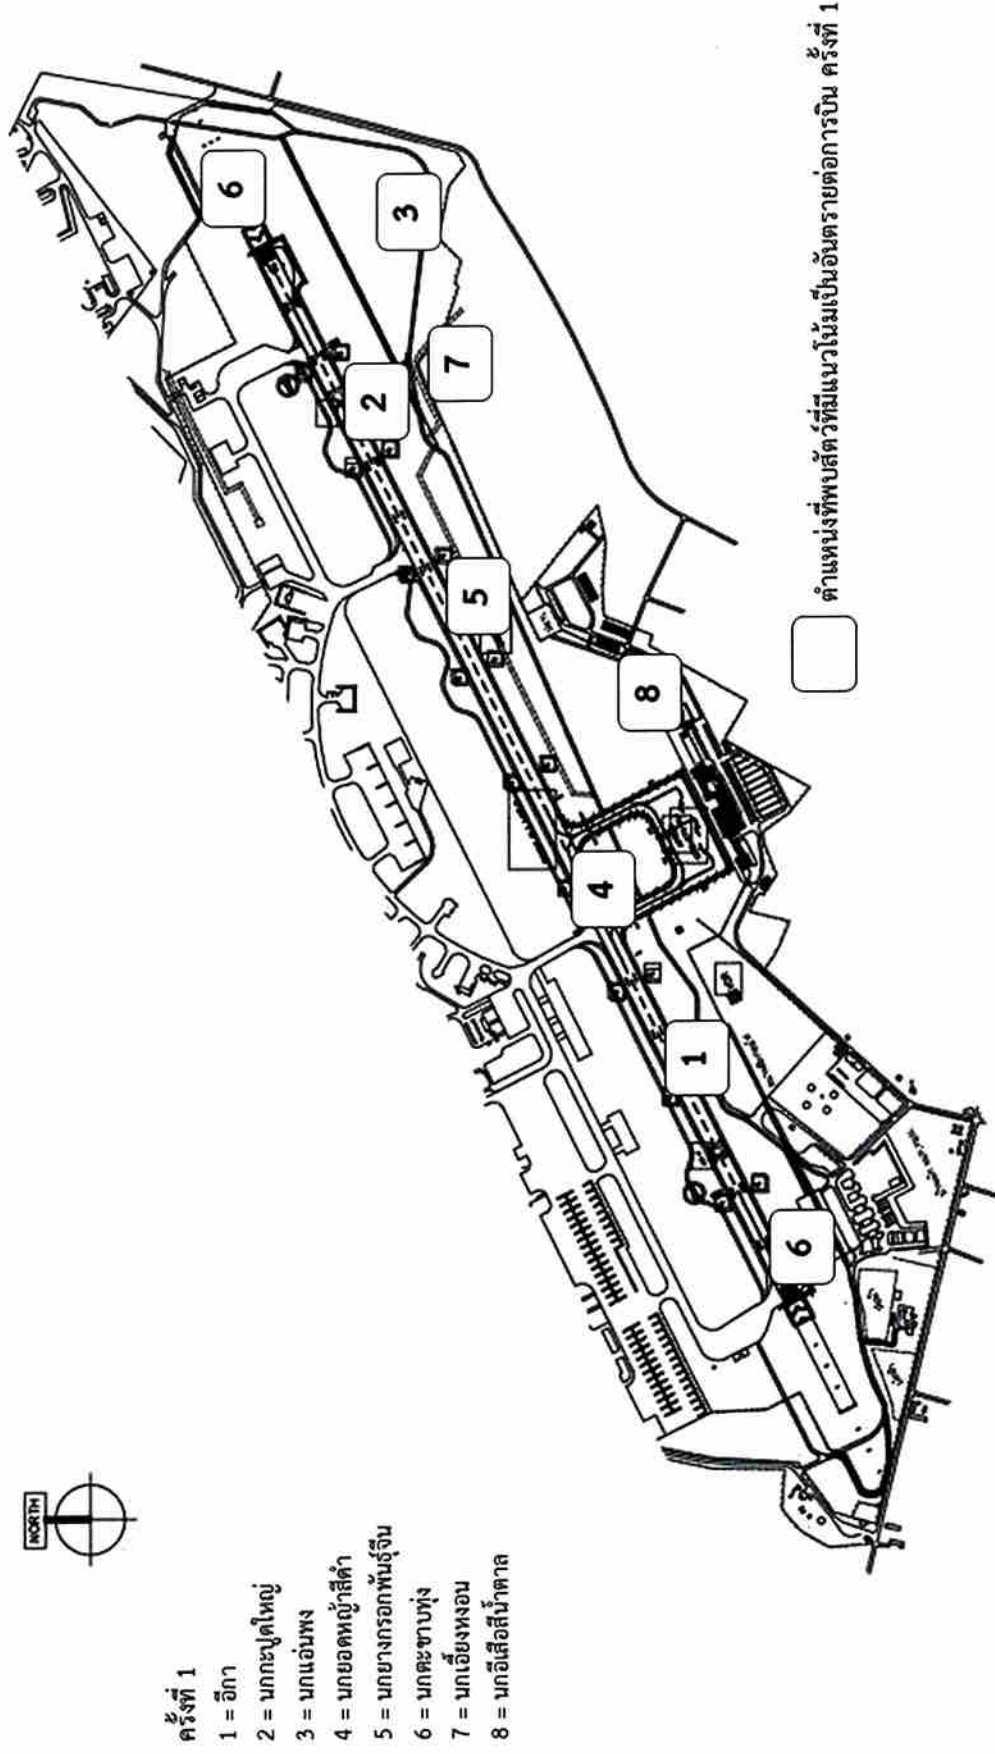 NORTH
ครั้งที่ 1
1 = อีกา
2 = นกกะปูดใหญ่
3 = นกแอ่นพง
4 = นกยอดหญ้าสีดำ
5 = นกยางกรอกพันธุ์จีน
6 = นกตะขาบทุ่ง
7 = นกเอี้ยงหงอน
8 = นกอีเสือสีน้ำตาล
6
1
4
8
5
2
7
3
6
ตำแหน่งที่พบสัตว์ที่มีแนวโน้มเป็นอันตรายต่อการบิน ครั้งที่ 1